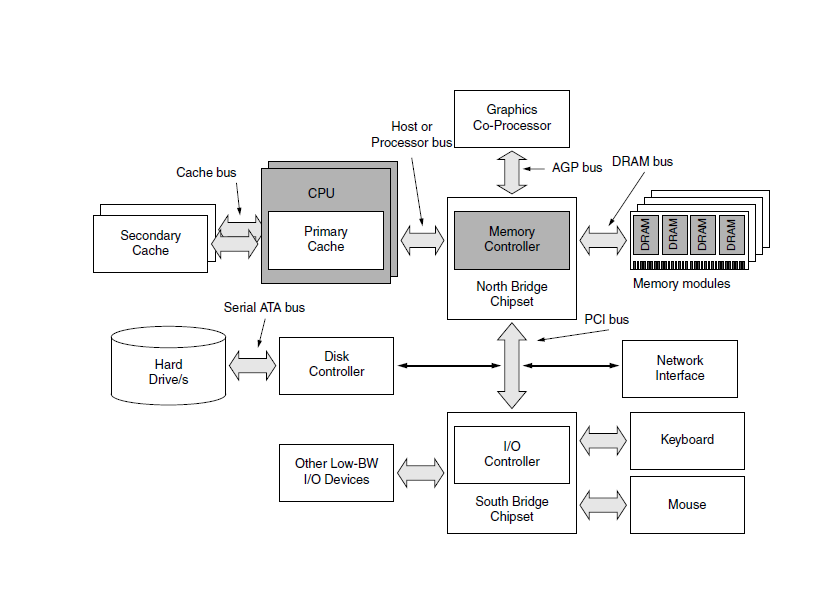 Graphics
Co-Processor
Host or
Processor bus
AGP bus
DRAM bus
Cache bus
CPU
Primary
Cache
Secondary
Cache
Memory
Controller
North Bridge
Chipset
DRAM
DRAM
DRAM
DRAM
Memory modules
Serial ATA bus
PCI bus
Hard
Drive/s
Disk
Controller
Network
Interface
I/O
Controller
South Bridge
Chipset
Keyboard
Other Low-BW
I/O Devices
Mouse